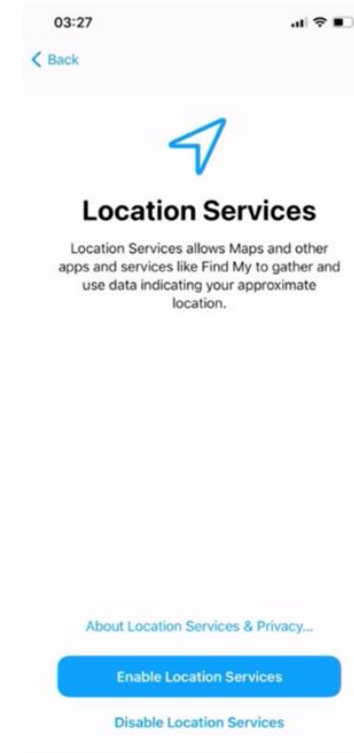 03:27
Back
Location Services
Location Services allows Maps and other
apps and services like Find My to gather and
use data indicating your approximate
location.
About Location Services & Privacy...
Enable Location Services
Disable Location Services